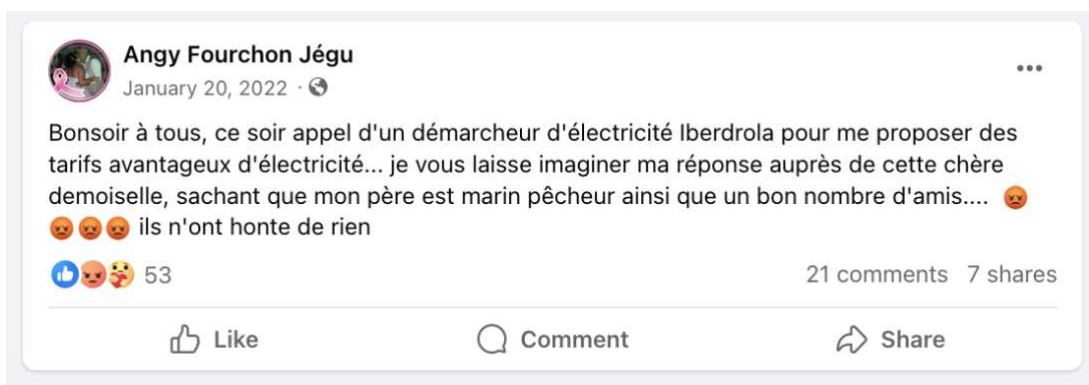 Angy Fourchon Jégu
January 20, 2022 ·
Bonsoir à tous, ce soir appel d'un démarcheur d'électricité Iberdrola pour me proposer des
tarifs avantageux d'électricité... je vous laisse imaginer ma réponse auprès de cette chère
demoiselle, sachant que mon père est marin pêcheur ainsi que un bon nombre d'amis.... 😡
😡😡😡 ils n'ont honte de rien
53 21 comments 7 shares
Like Comment Share